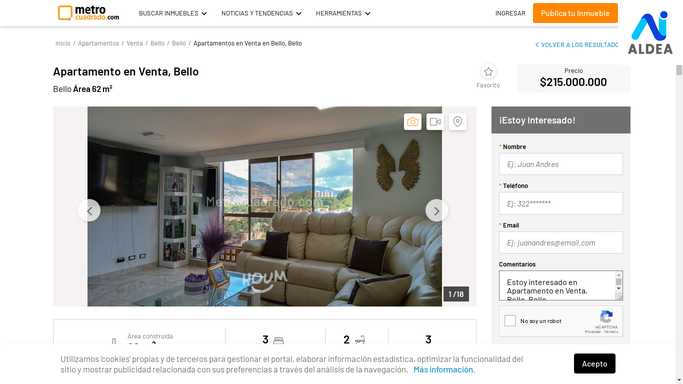 metro
cuadrado.com
BUSCAR INMUEBLES
NOTICIAS Y TENDENCIAS
HERRAMIENTAS
INGRESAR
Publica tu Inmueble
ALDEA
Inicio / Apartamentos / Venta / Bello / Bello / Apartamentos en Venta en Bello, Bello
VOLVER A LOS RESULTADO
Apartamento en Venta, Bello
Bello Área 62 m²
Favorito
Precio
$215.000.000
¡Estoy Interesado!
* Nombre
Ej: Juan Andres
* Teléfono
Ej: 322*******
* Email
Ej: juanandres@email.com
Comentarios
Estoy interesado en
Apartamento en Venta,
Bello, Bello
No soy un robot
reCAPTCHA
Privacidad - Términos
HOUM
1 / 18
Área construida
3
2
3
Utilizamos 'cookies' propias y de terceros para gestionar el portal, elaborar información estadística, optimizar la funcionalidad del
sitio y mostrar publicidad relacionada con sus preferencias a través del análisis de la navegación. Más información.
Acepto